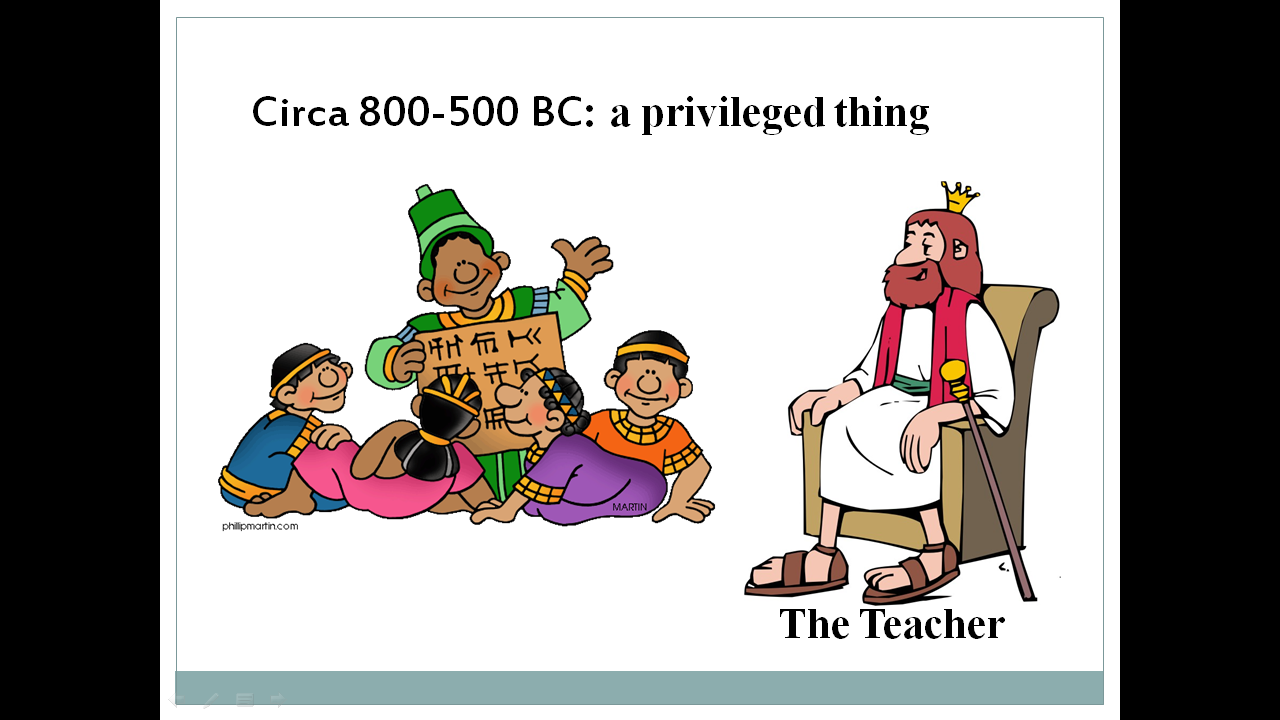 Circa 800-500 BC: a privileged thing
MARTIN
phillipmartin.com
The Teacher